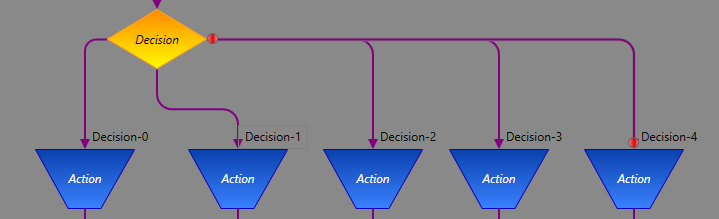 Decision
Decision-0
Decision-1
Decision-2
Decision-3
Decision-4
Action
Action
Action
Action
Action